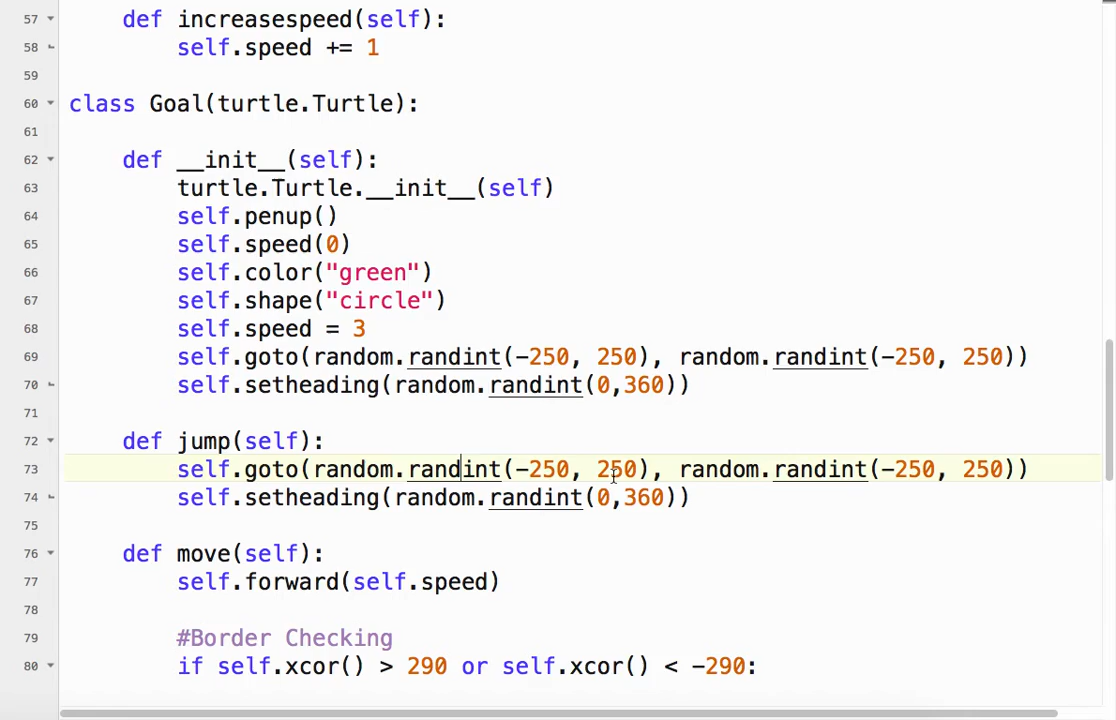 57 def increasespeed(self):
58 self.speed += 1
59
60 class Goal(turtle.Turtle):
61
62 def __init__(self):
63 turtle.Turtle.__init__(self)
64 self.penup()
65 self.speed(0)
66 self.color("green")
67 self.shape("circle")
68 self.speed = 3
69 self.goto(random.randint(-250, 250), random.randint(-250, 250))
70 self.setheading(random.randint(0,360))
71
72 def jump(self):
73 self.goto(random.randint(-250, 250), random.randint(-250, 250))
74 self.setheading(random.randint(0,360))
75
76 def move(self):
77 self.forward(self.speed)
78
79 #Border Checking
80 if self.xcor() > 290 or self.xcor() < -290: